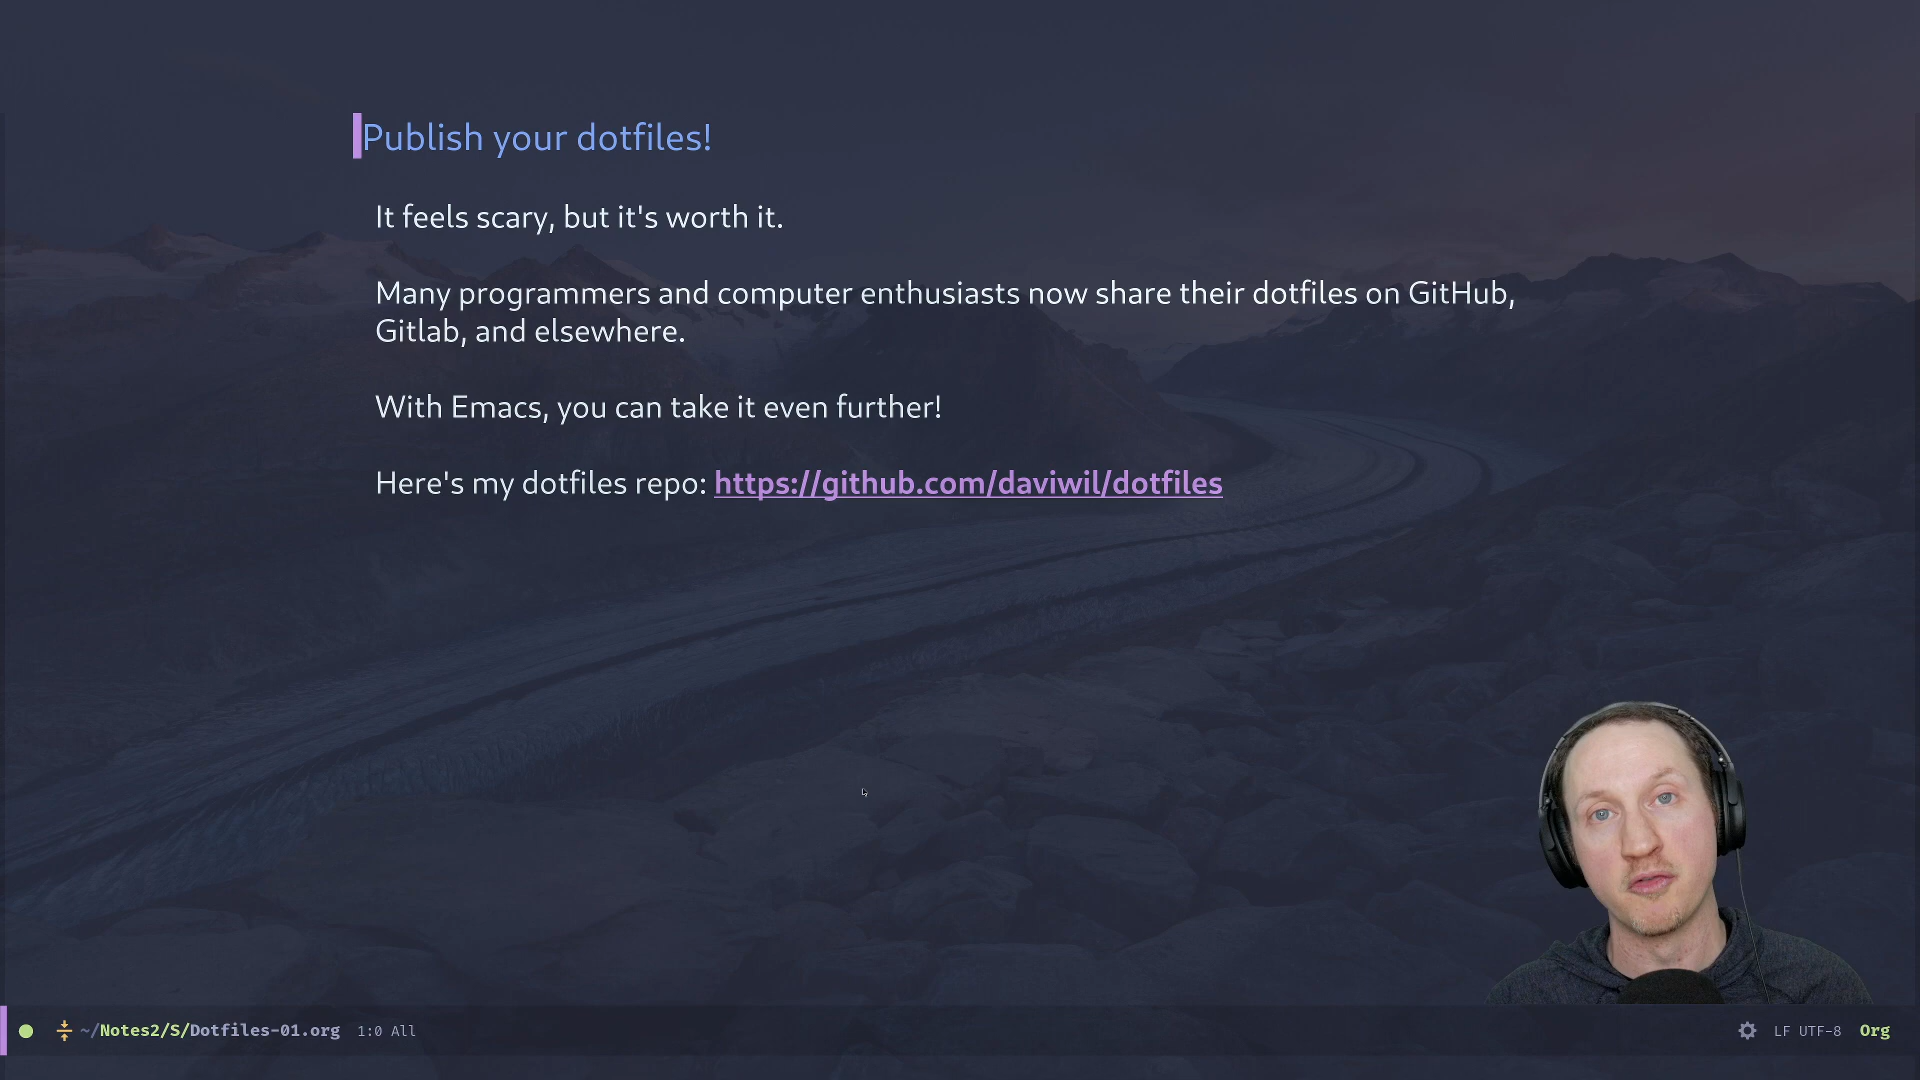 Publish your dotfiles!
It feels scary, but it's worth it.
Many programmers and computer enthusiasts now share their dotfiles on GitHub,
Gitlab, and elsewhere.
With Emacs, you can take it even further!
Here's my dotfiles repo: https://github.com/daviwil/dotfiles
~/Notes2/S/Dotfiles-01.org 1:0 All LF UTF-8 Org